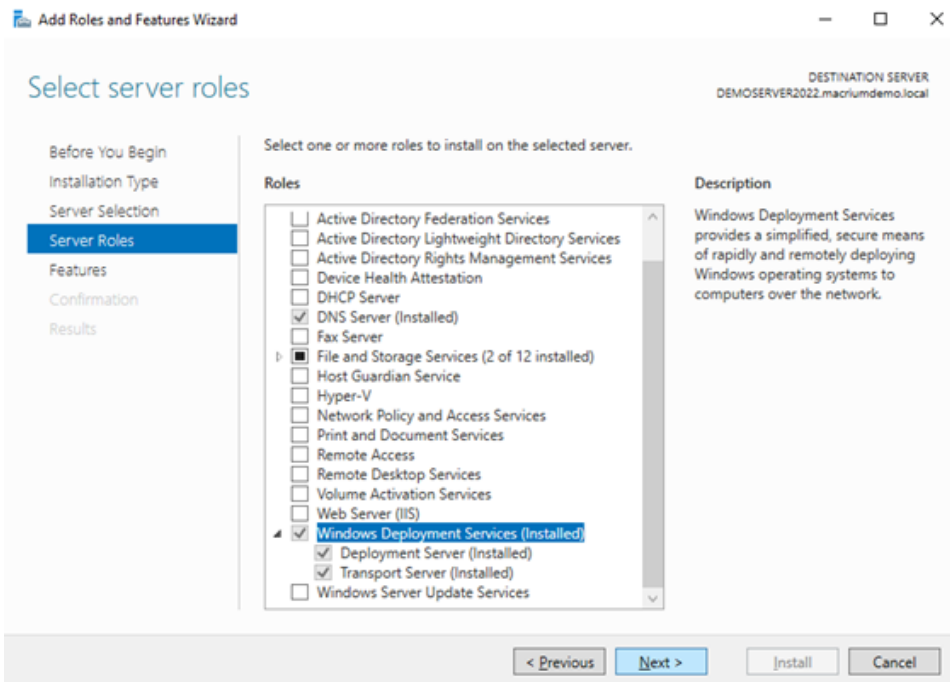 Add Roles and Features Wizard
Select server roles
DESTINATION SERVER
DEMOSERVER2022.macriumdemo.local
Before You Begin
Installation Type
Server Selection
Server Roles
Features
Confirmation
Results
Select one or more roles to install on the selected server.
Roles
Active Directory Federation Services
Active Directory Lightweight Directory Services
Active Directory Rights Management Services
Device Health Attestation
DHCP Server
DNS Server (Installed)
Fax Server
File and Storage Services (2 of 12 installed)
Host Guardian Service
Hyper-V
Network Policy and Access Services
Print and Document Services
Remote Access
Remote Desktop Services
Volume Activation Services
Web Server (IIS)
Windows Deployment Services (Installed)
Deployment Server (Installed)
Transport Server (Installed)
Windows Server Update Services
Description
Windows Deployment Services
provides a simplified, secure means
of rapidly and remotely deploying
Windows operating systems to
computers over the network.
< Previous
Next >
Install
Cancel